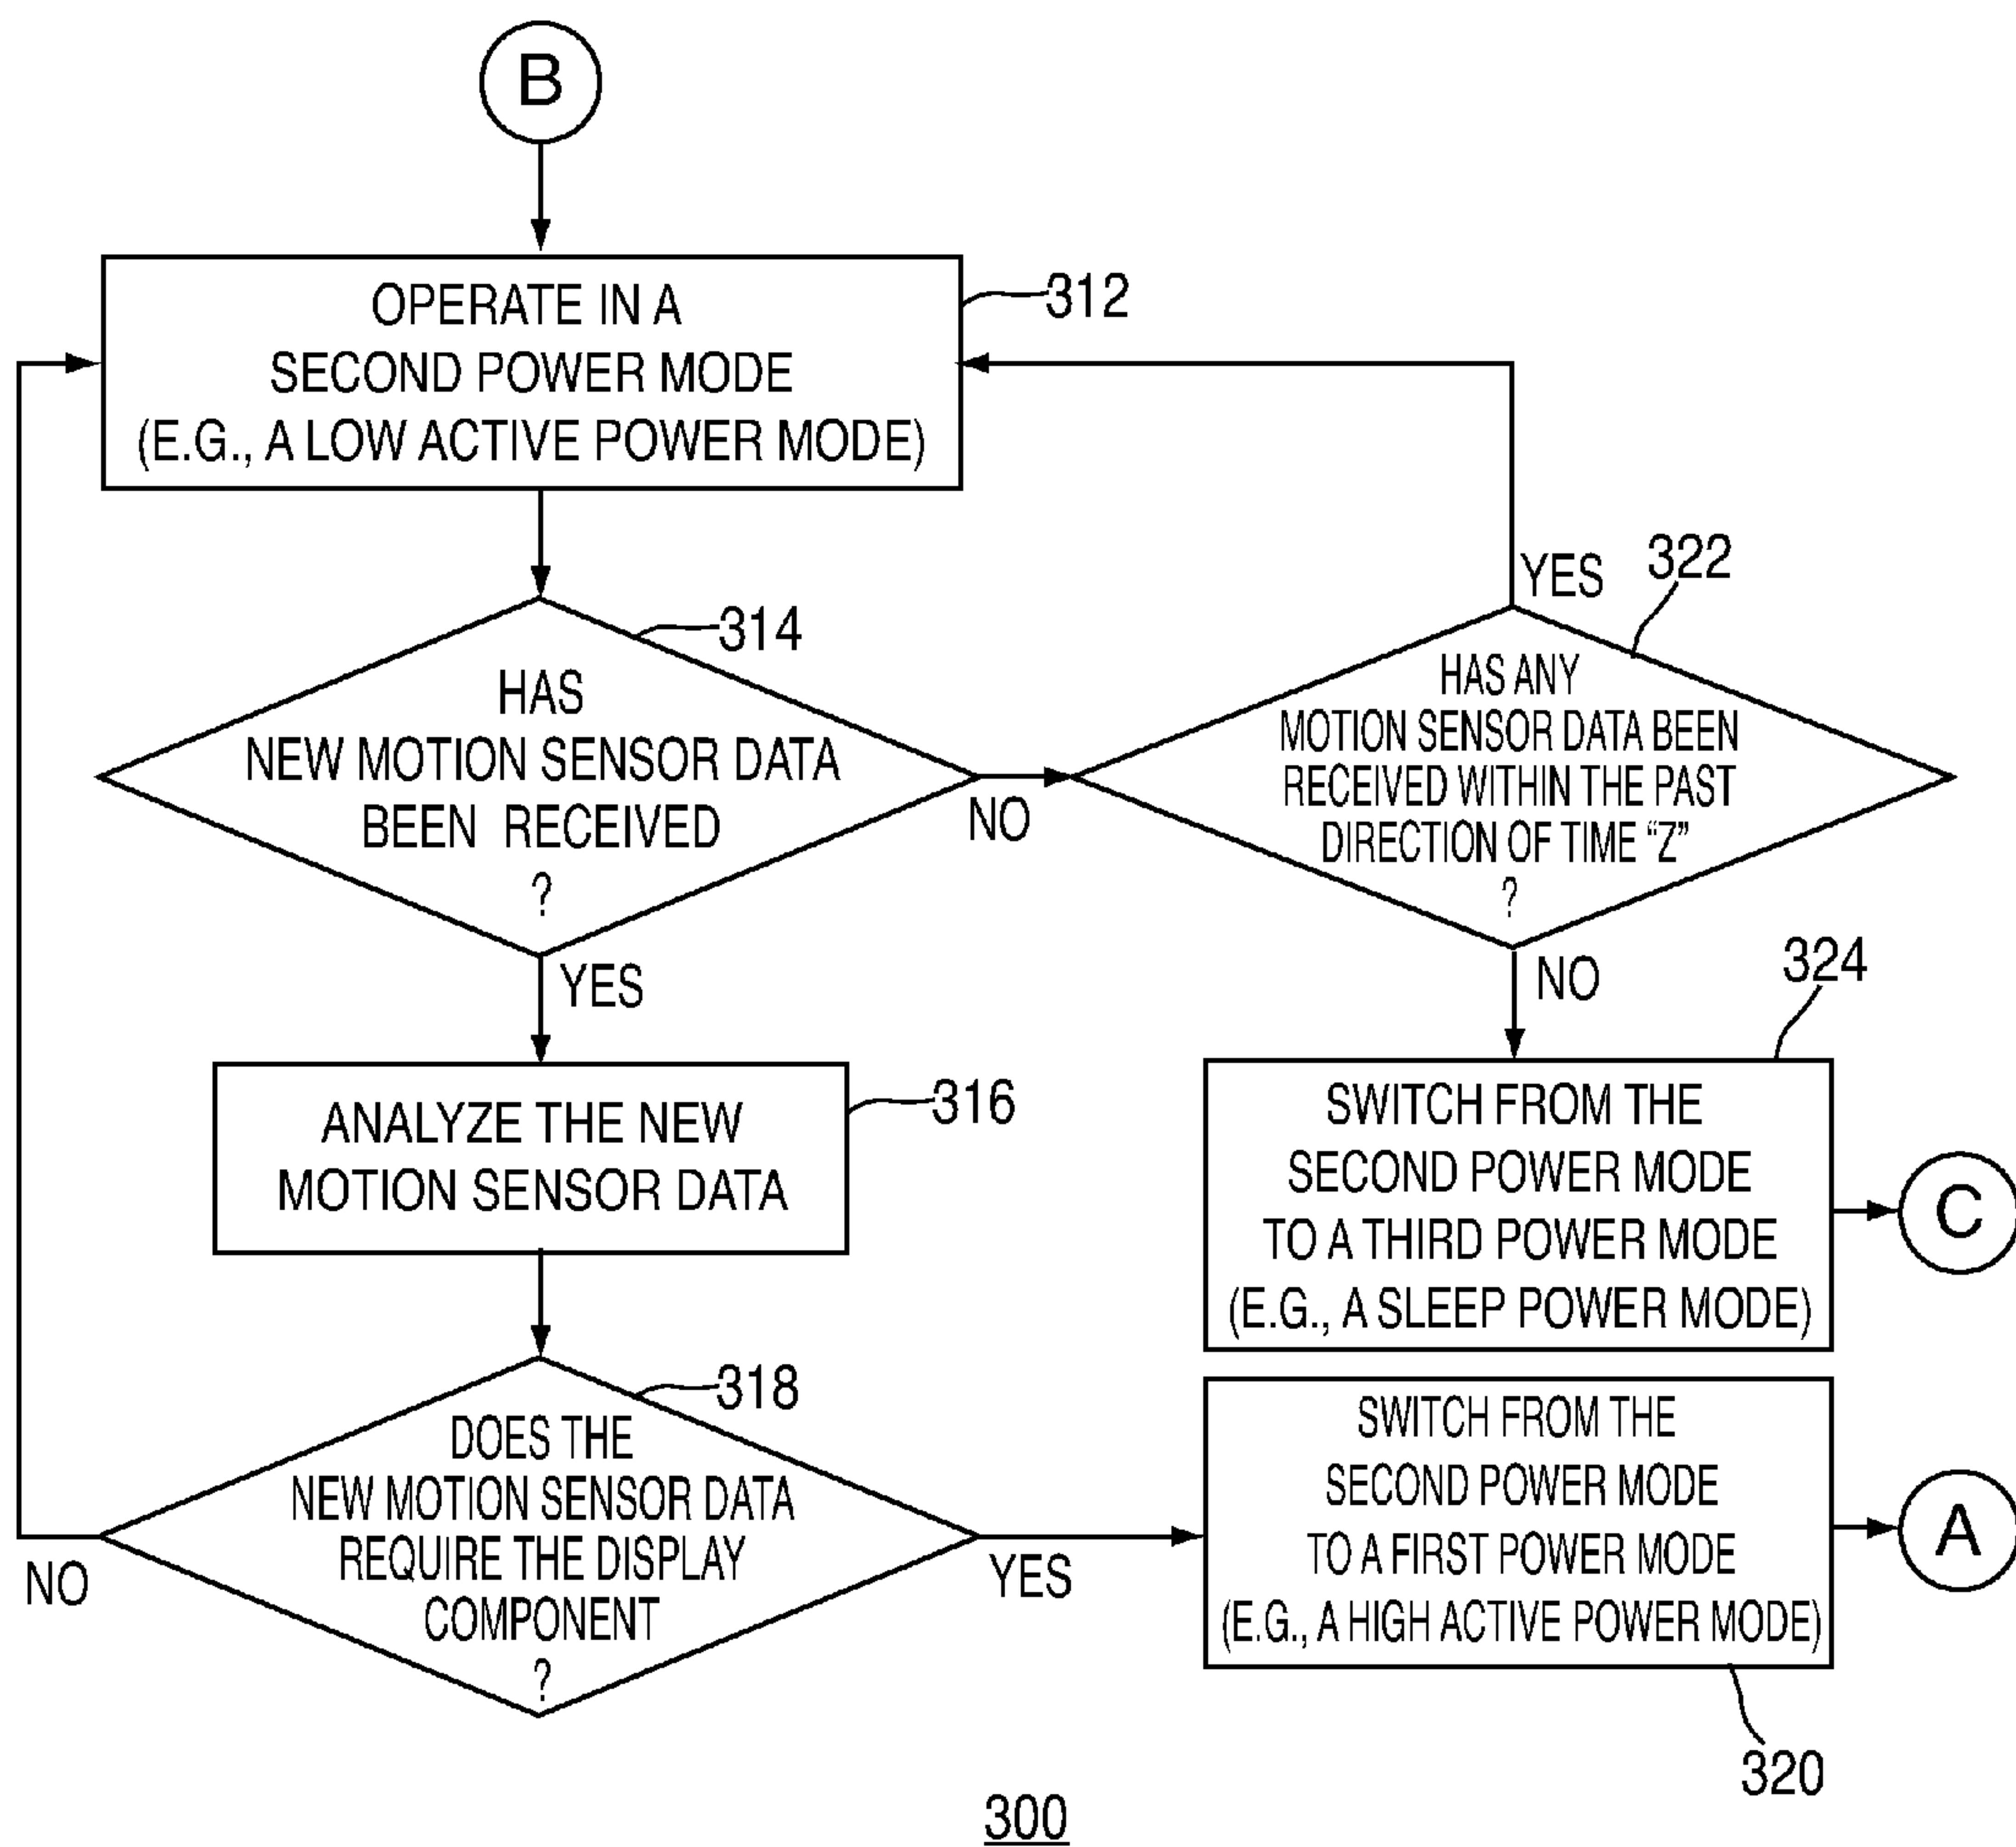 B
OPERATE IN A
SECOND POWER MODE
(E.G., A LOW ACTIVE POWER MODE)
312
314
HAS
NEW MOTION SENSOR DATA
BEEN RECEIVED
?
NO
YES
322
YES
HAS ANY
MOTION SENSOR DATA BEEN
RECEIVED WITHIN THE PAST
DIRECTION OF TIME “Z”
?
NO
324
SWITCH FROM THE
SECOND POWER MODE
TO A THIRD POWER MODE
(E.G., A SLEEP POWER MODE)
C
ANALYZE THE NEW
MOTION SENSOR DATA
316
318
DOES THE
NEW MOTION SENSOR DATA
REQUIRE THE DISPLAY
COMPONENT
?
NO
YES
SWITCH FROM THE
SECOND POWER MODE
TO A FIRST POWER MODE
(E.G., A HIGH ACTIVE POWER MODE)
A
320
300